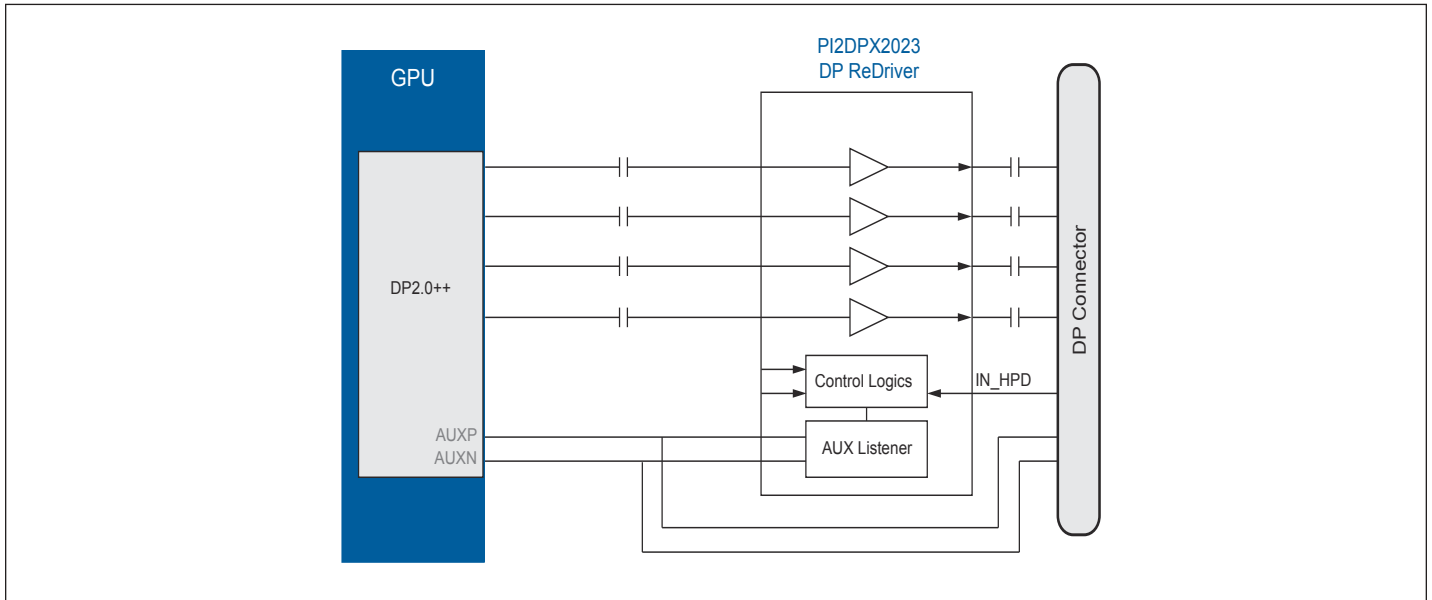 PI2DPX2023
DP ReDriver
GPU
DP2.0++
DP Connector
Control Logics
IN_HPD
AUXP
AUXN
AUX Listener